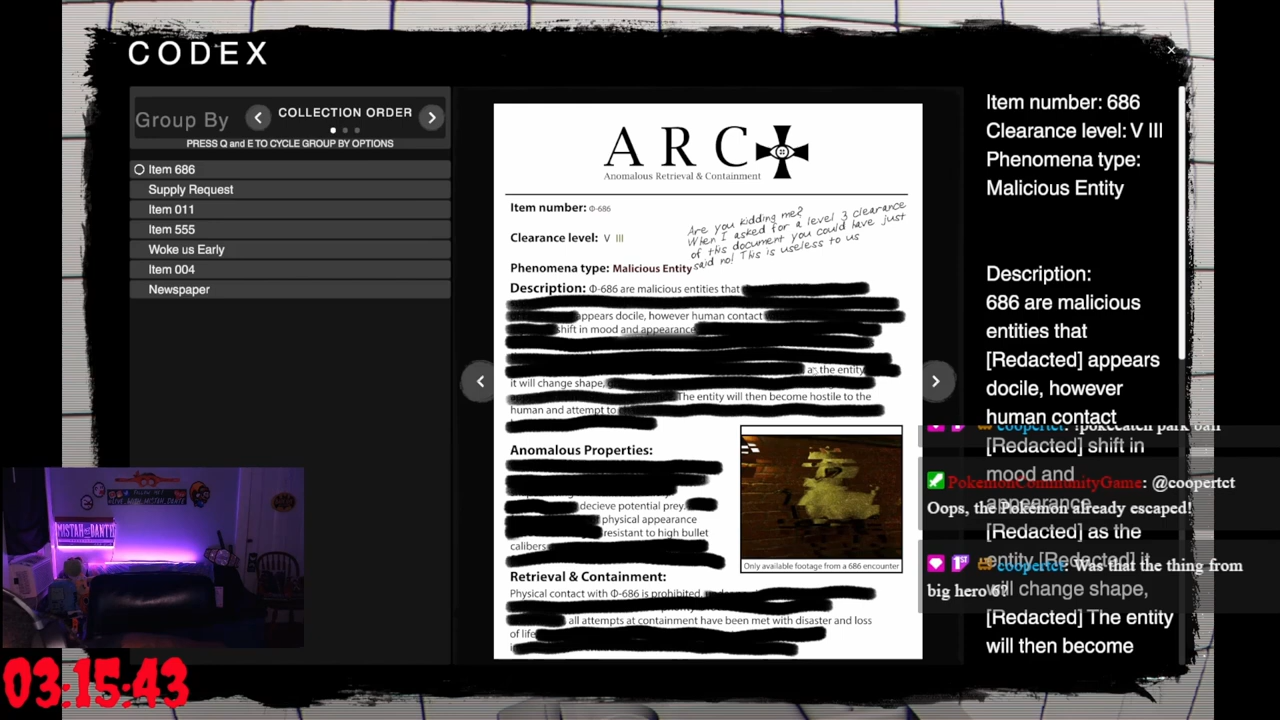 CODEX
×
Group By
COLLECTION ORDER
PRESS Q and E TO CYCLE GROUP BY OPTIONS
Item 686
Supply Request
Item 011
Item 555
Woke us Early
Item 004
Newspaper
ARC
Anomalous Retrieval & Containment
Item number: Φ-686
Are you kidding me?
When I asked for a level 3 clearance
of this document you could have just
said no! This is useless to us
Clearance level: V III
Phenomena type: Malicious Entity
Description: Φ-686 are malicious entities that
appears docile, however human contact
shift in mood and appearance
as the entity
it will change shape,
The entity will then become hostile to the
human and attempt to
Anomalous Properties:
decieve potential prey.
physical appearance
resistant to high bullet
calibers
Only available footage from a 686 encounter
Retrieval & Containment:
Physical contact with Φ-686 is prohibited,
all attempts at containment have been met with disaster and loss
of life
Item number: 686
Clearance level: V III
Phenomena type:
Malicious Entity
Description:
686 are malicious
entities that
[Redacted] appears
docile, however
human contact
[Redacted] shift in
mood and
appearance
[Redacted] as the
entity [Redacted] it
will change shape,
[Redacted] The entity
will then become
coopertct: !pokecatch park ball
PokemonCommunityGame: @coopertct
Oops, the Pokemon already escaped!
1st coopertct: Was that the thing from
big hero 6?
MISTAH DANTE
03:15:43